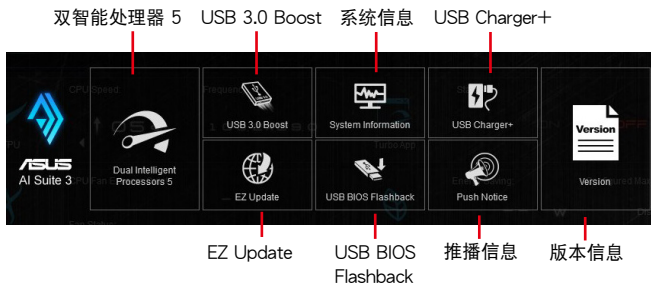 双智能处理器 5 USB 3.0 Boost 系统信息 USB Charger+
USB 3.0 Boost System Information USB Charger+
Version
ASUS
AI Suite 3
Dual Intelligent
Processors 5
EZ Update USB BIOS Flashback Push Notice Version
EZ Update USB BIOS 推播信息 版本信息
Flashback